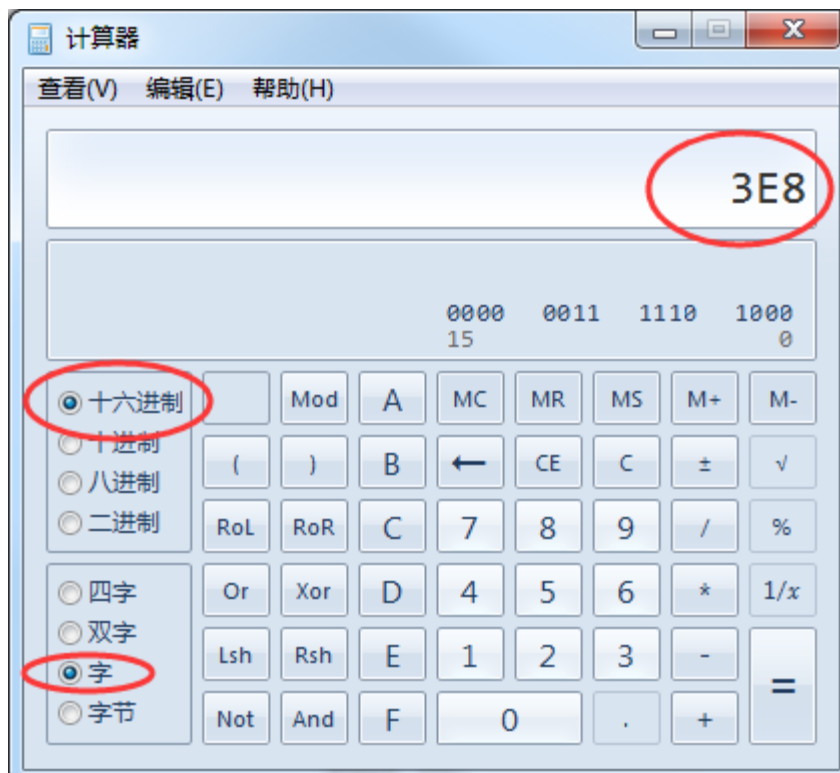 计算器
查看(V) 编辑(E) 帮助(H)
3E8
0000 0011 1110 1000
15 0
十六进制 Mod A MC MR MS M+ M-
十进制
八进制 ( ) B ← CE C ± √
二进制 RoL RoR C 7 8 9 / %
四字 Or Xor D 4 5 6 * 1/x
双字
字 Lsh Rsh E 1 2 3 - =
字节 Not And F 0 . +